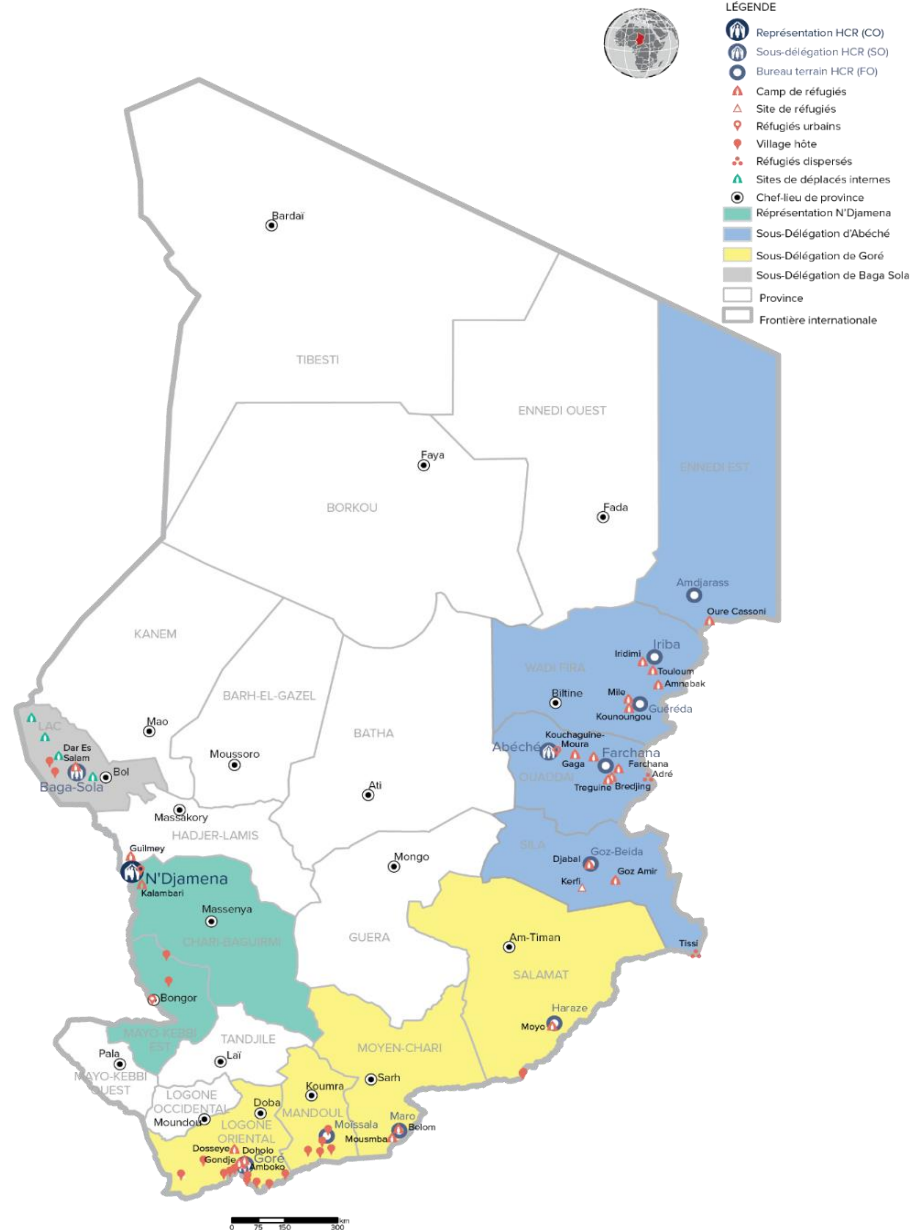 LÉGENDE
Représentation HCR (CO)
Sous-délégation HCR (SO)
Bureau terrain HCR (FO)
Camp de réfugiés
Site de réfugiés
Réfugiés urbains
Village hôte
Réfugiés dispersés
Sites de déplacés internes
Chef-lieu de province
Réprésentation N'Djamena
Sous-Délégation d'Abéché
Sous-Délégation de Goré
Sous-Délégation de Baga Sola
Province
Frontière internationale
Bardaï
TIBESTI
ENNEDI OUEST
Faya
ENNEDI EST
BORKOU
Fada
Amdjarass
Oure Cassoni
KANEM
Iriba
Iridimi
WADI FIRA
Touloum
BARH-EL-GAZEL
Amnabak
Biltine
Mile
Guéréda
Kounoungou
LAC
Mao
BATHA
Kouchaguine-
Moura
Abéché
Dar Es
Salam
Moussoro
Farchana
Gaga
Farchana
Adré
OUADDAI
Bol
Baga-Sola
Treguine
Bredjing
Ati
Massakory
HADJER-LAMIS
SILA
Guilmey
Goz-Beida
Mongo
Djabal
N'Djamena
Kerfi
Goz Amir
Kalambari
Massenya
GUERA
Am-Timan
CHARI-BAGUIRMI
Tissi
SALAMAT
Bongor
Haraze
Moyo
MAYO-KEBBI
EST
TANDJILE
MOYEN-CHARI
Pala
Laï
MAYO-KEBBI
OUEST
Sarh
Koumra
LOGONE
OCCIDENTAL
Doba
MANDOUL
Moundou
LOGONE
ORIENTAL
Moïssala
Maro
Belom
Mousmba
Dosseye
Doholo
Gondje
Goré
Amboko
0 75 150 300
km